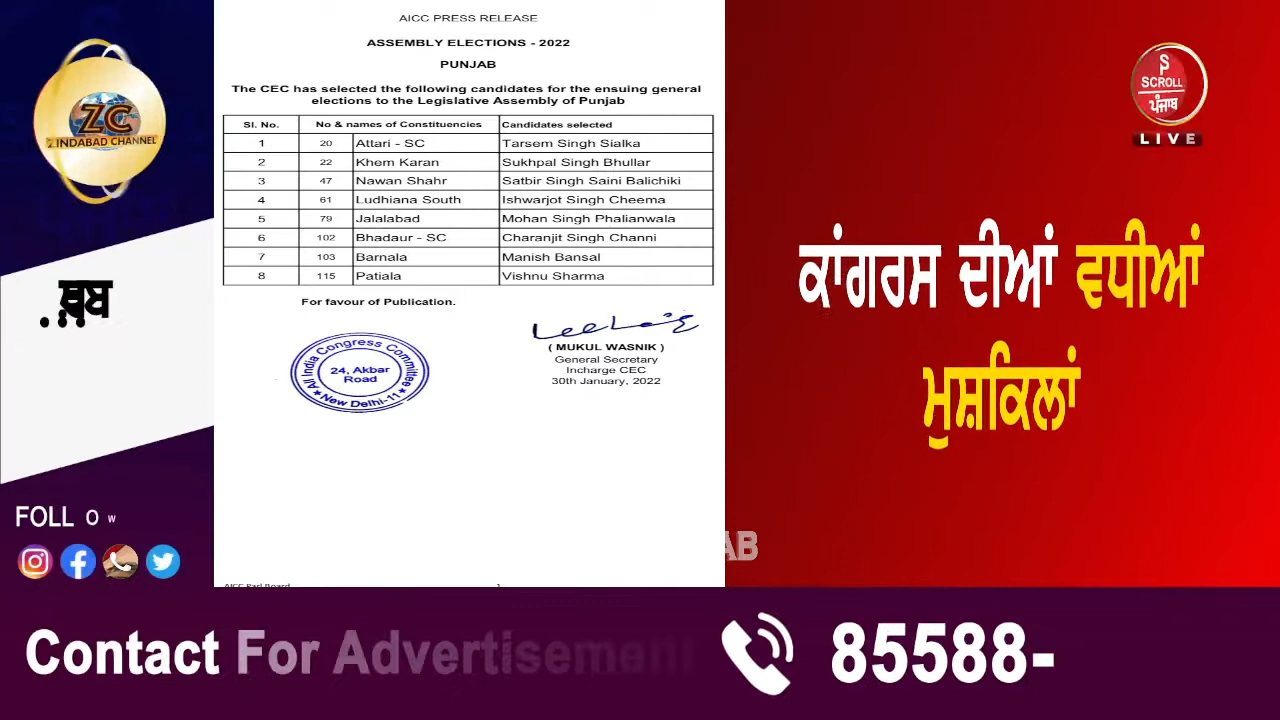 ZC
ZINDABAD CHANNEL
FOLLOW
AICC PRESS RELEASE
ASSEMBLY ELECTIONS - 2022
PUNJAB
The CEC has selected the following candidates for the ensuing general
elections to the Legislative Assembly of Punjab
Sl. No. No & names of Constituencies Candidates selected
1 20 Attari - SC Tarsem Singh Sialka
2 22 Khem Karan Sukhpal Singh Bhullar
3 47 Nawan Shahr Satbir Singh Saini Balichiki
4 61 Ludhiana South Ishwarjot Singh Cheema
5 79 Jalalabad Mohan Singh Phalianwala
6 102 Bhadaur - SC Charanjit Singh Channi
7 103 Barnala Manish Bansal
8 115 Patiala Vishnu Sharma
For favour of Publication.
( MUKUL WASNIK )
General Secretary
Incharge CEC
30th January, 2022
All India Congress Committee
24, Akbar
Road
New Delhi-11
AICC Parl Board 1
SCROLL
ਪੰਜਾਬ
LIVE
ਕਾਂਗਰਸ ਦੀਆਂ ਵਧੀਆਂ
ਮੁਸ਼ਕਿਲਾਂ
AB
Contact For Advertisement 85588-